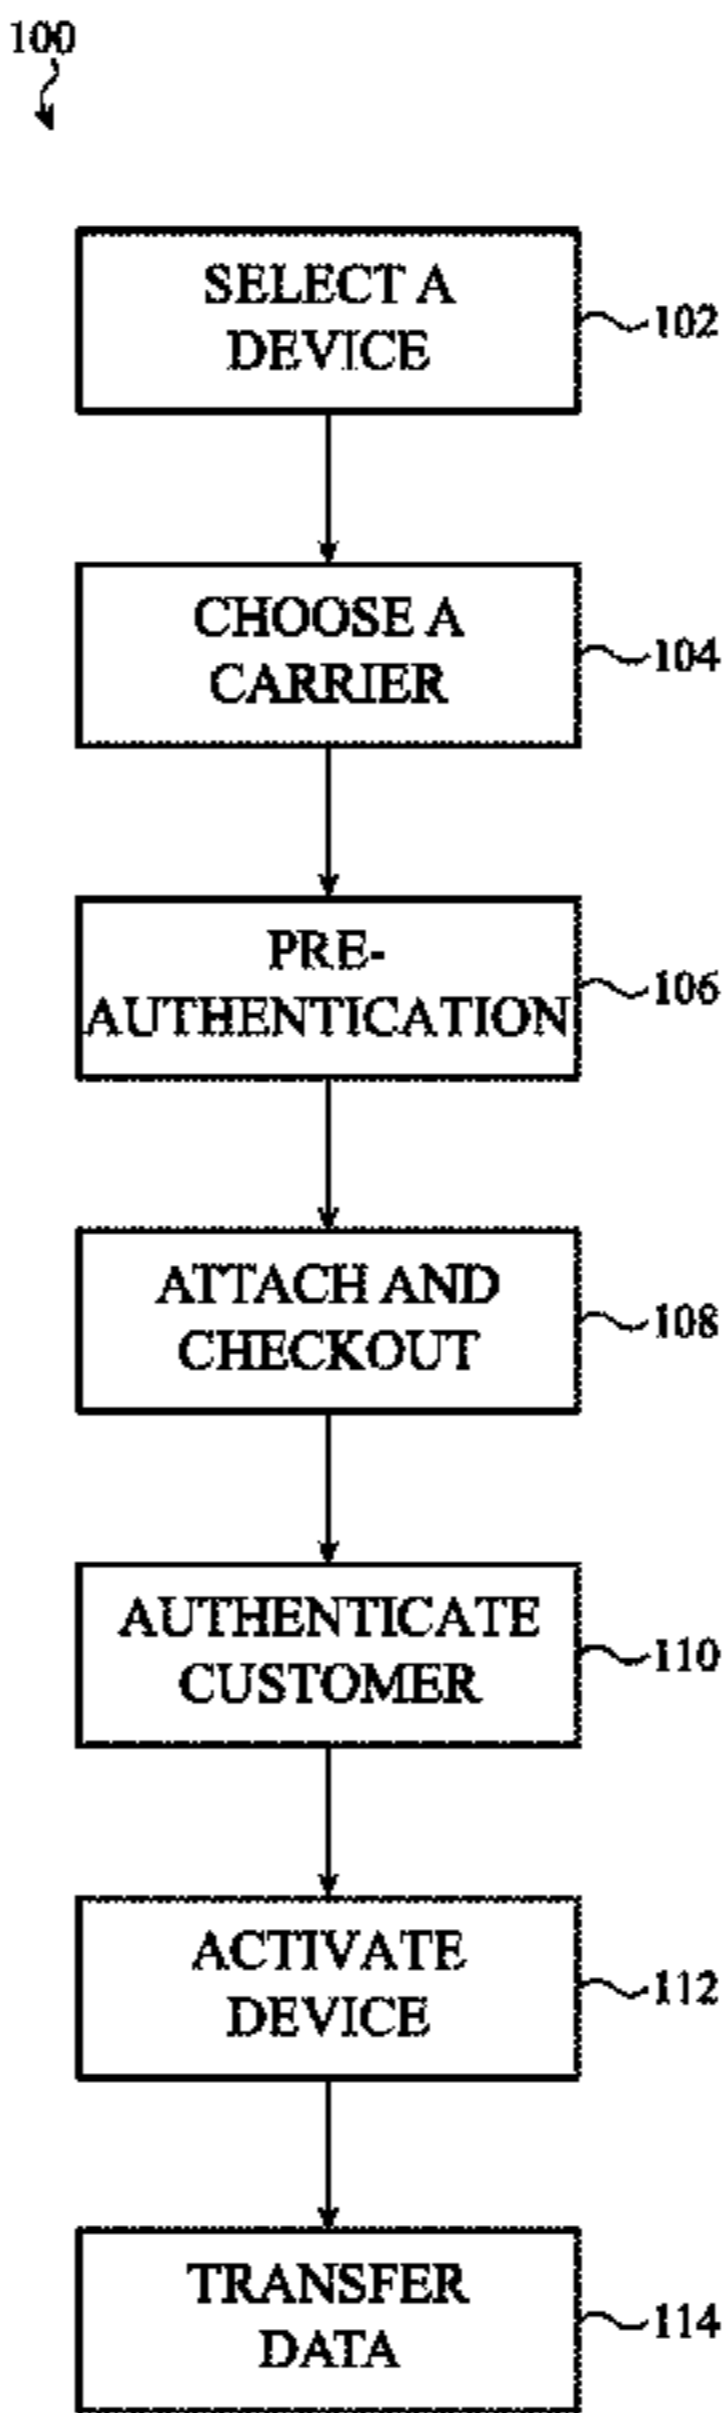 100
SELECT A
DEVICE
102
CHOOSE A
CARRIER
104
PRE-
AUTHENTICATION
106
ATTACH AND
CHECKOUT
108
AUTHENTICATE
CUSTOMER
110
ACTIVATE
DEVICE
112
TRANSFER
DATA
114